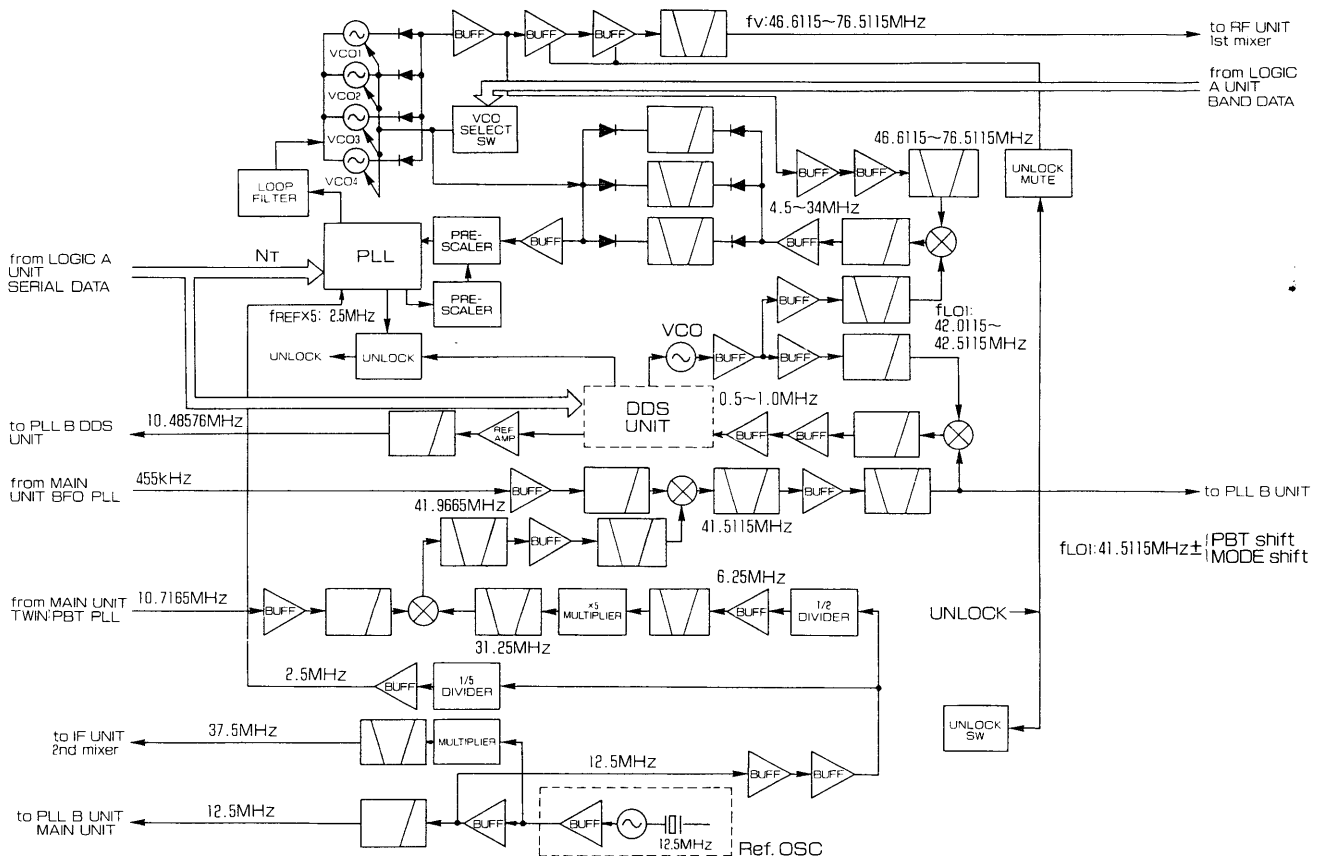 BUFF
BUFF
BUFF
fv:46.6115~76.5115MHz
to RF UNIT
1st mixer
VCO1
VCO2
VCO3
VCO4
from LOGIC
A UNIT
BAND DATA
VCO
SELECT
SW
46.6115~76.5115MHz
BUFF
BUFF
UNLOCK
MUTE
LOOP
FILTER
4.5~34MHz
from LOGIC A
UNIT
SERIAL DATA
NT
PLL
PRE-
SCALER
BUFF
BUFF
PRE-
SCALER
fREF×5: 2.5MHz
BUFF
fLO1:
42.0115~
42.5115MHz
VCO
UNLOCK
UNLOCK
BUFF
BUFF
DDS
UNIT
0.5~1.0MHz
to PLL B DDS
UNIT
10.48576MHz
REF
AMP
BUFF
BUFF
from MAIN
UNIT BFO PLL
455kHz
BUFF
BUFF
to PLL B UNIT
41.9665MHz
41.5115MHz
BUFF
fLO1:41.5115MHz±
PBT shift
MODE shift
from MAIN UNIT
TWIN:PBT PLL
10.7165MHz
BUFF
×5
MULTIPLIER
6.25MHz
BUFF
1/2
DIVIDER
UNLOCK
31.25MHz
2.5MHz
BUFF
1/5
DIVIDER
to IF UNIT
2nd mixer
37.5MHz
MULTIPLIER
UNLOCK
SW
12.5MHz
BUFF
BUFF
to PLL B UNIT
MAIN UNIT
12.5MHz
BUFF
BUFF
12.5MHz
Ref. OSC